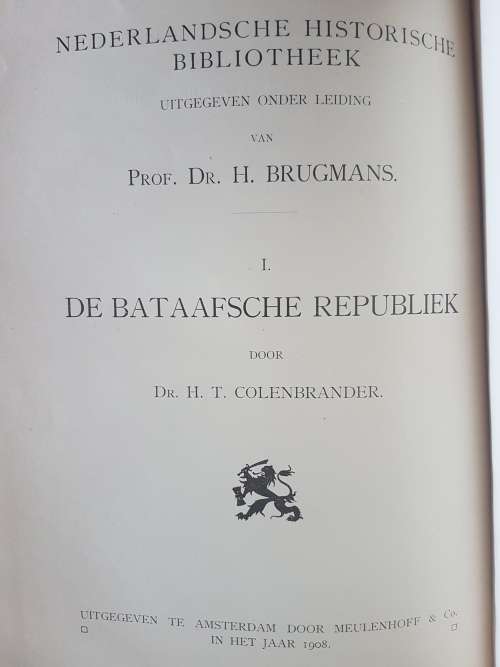 NEDERLANDSCHE HISTORISCHE
BIBLIOTHEEK
UITGEGEVEN ONDER LEIDING
VAN
PROF. DR. H. BRUGMANS.
I.
DE BATAAFSCHE REPUBLIEK
DOOR
DR. H. T. COLENBRANDER.
UITGEGEVEN TE AMSTERDAM DOOR MEULENHOFF & Co.
IN HET JAAR 1908.